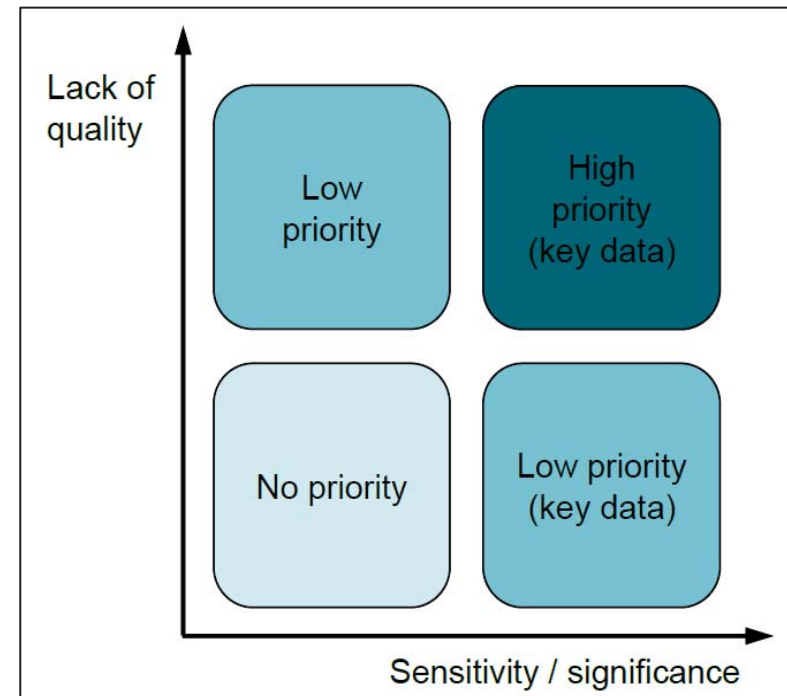 Lack of
quality
Low
priority
High
priority
(key data)
No priority
Low priority
(key data)
Sensitivity / significance